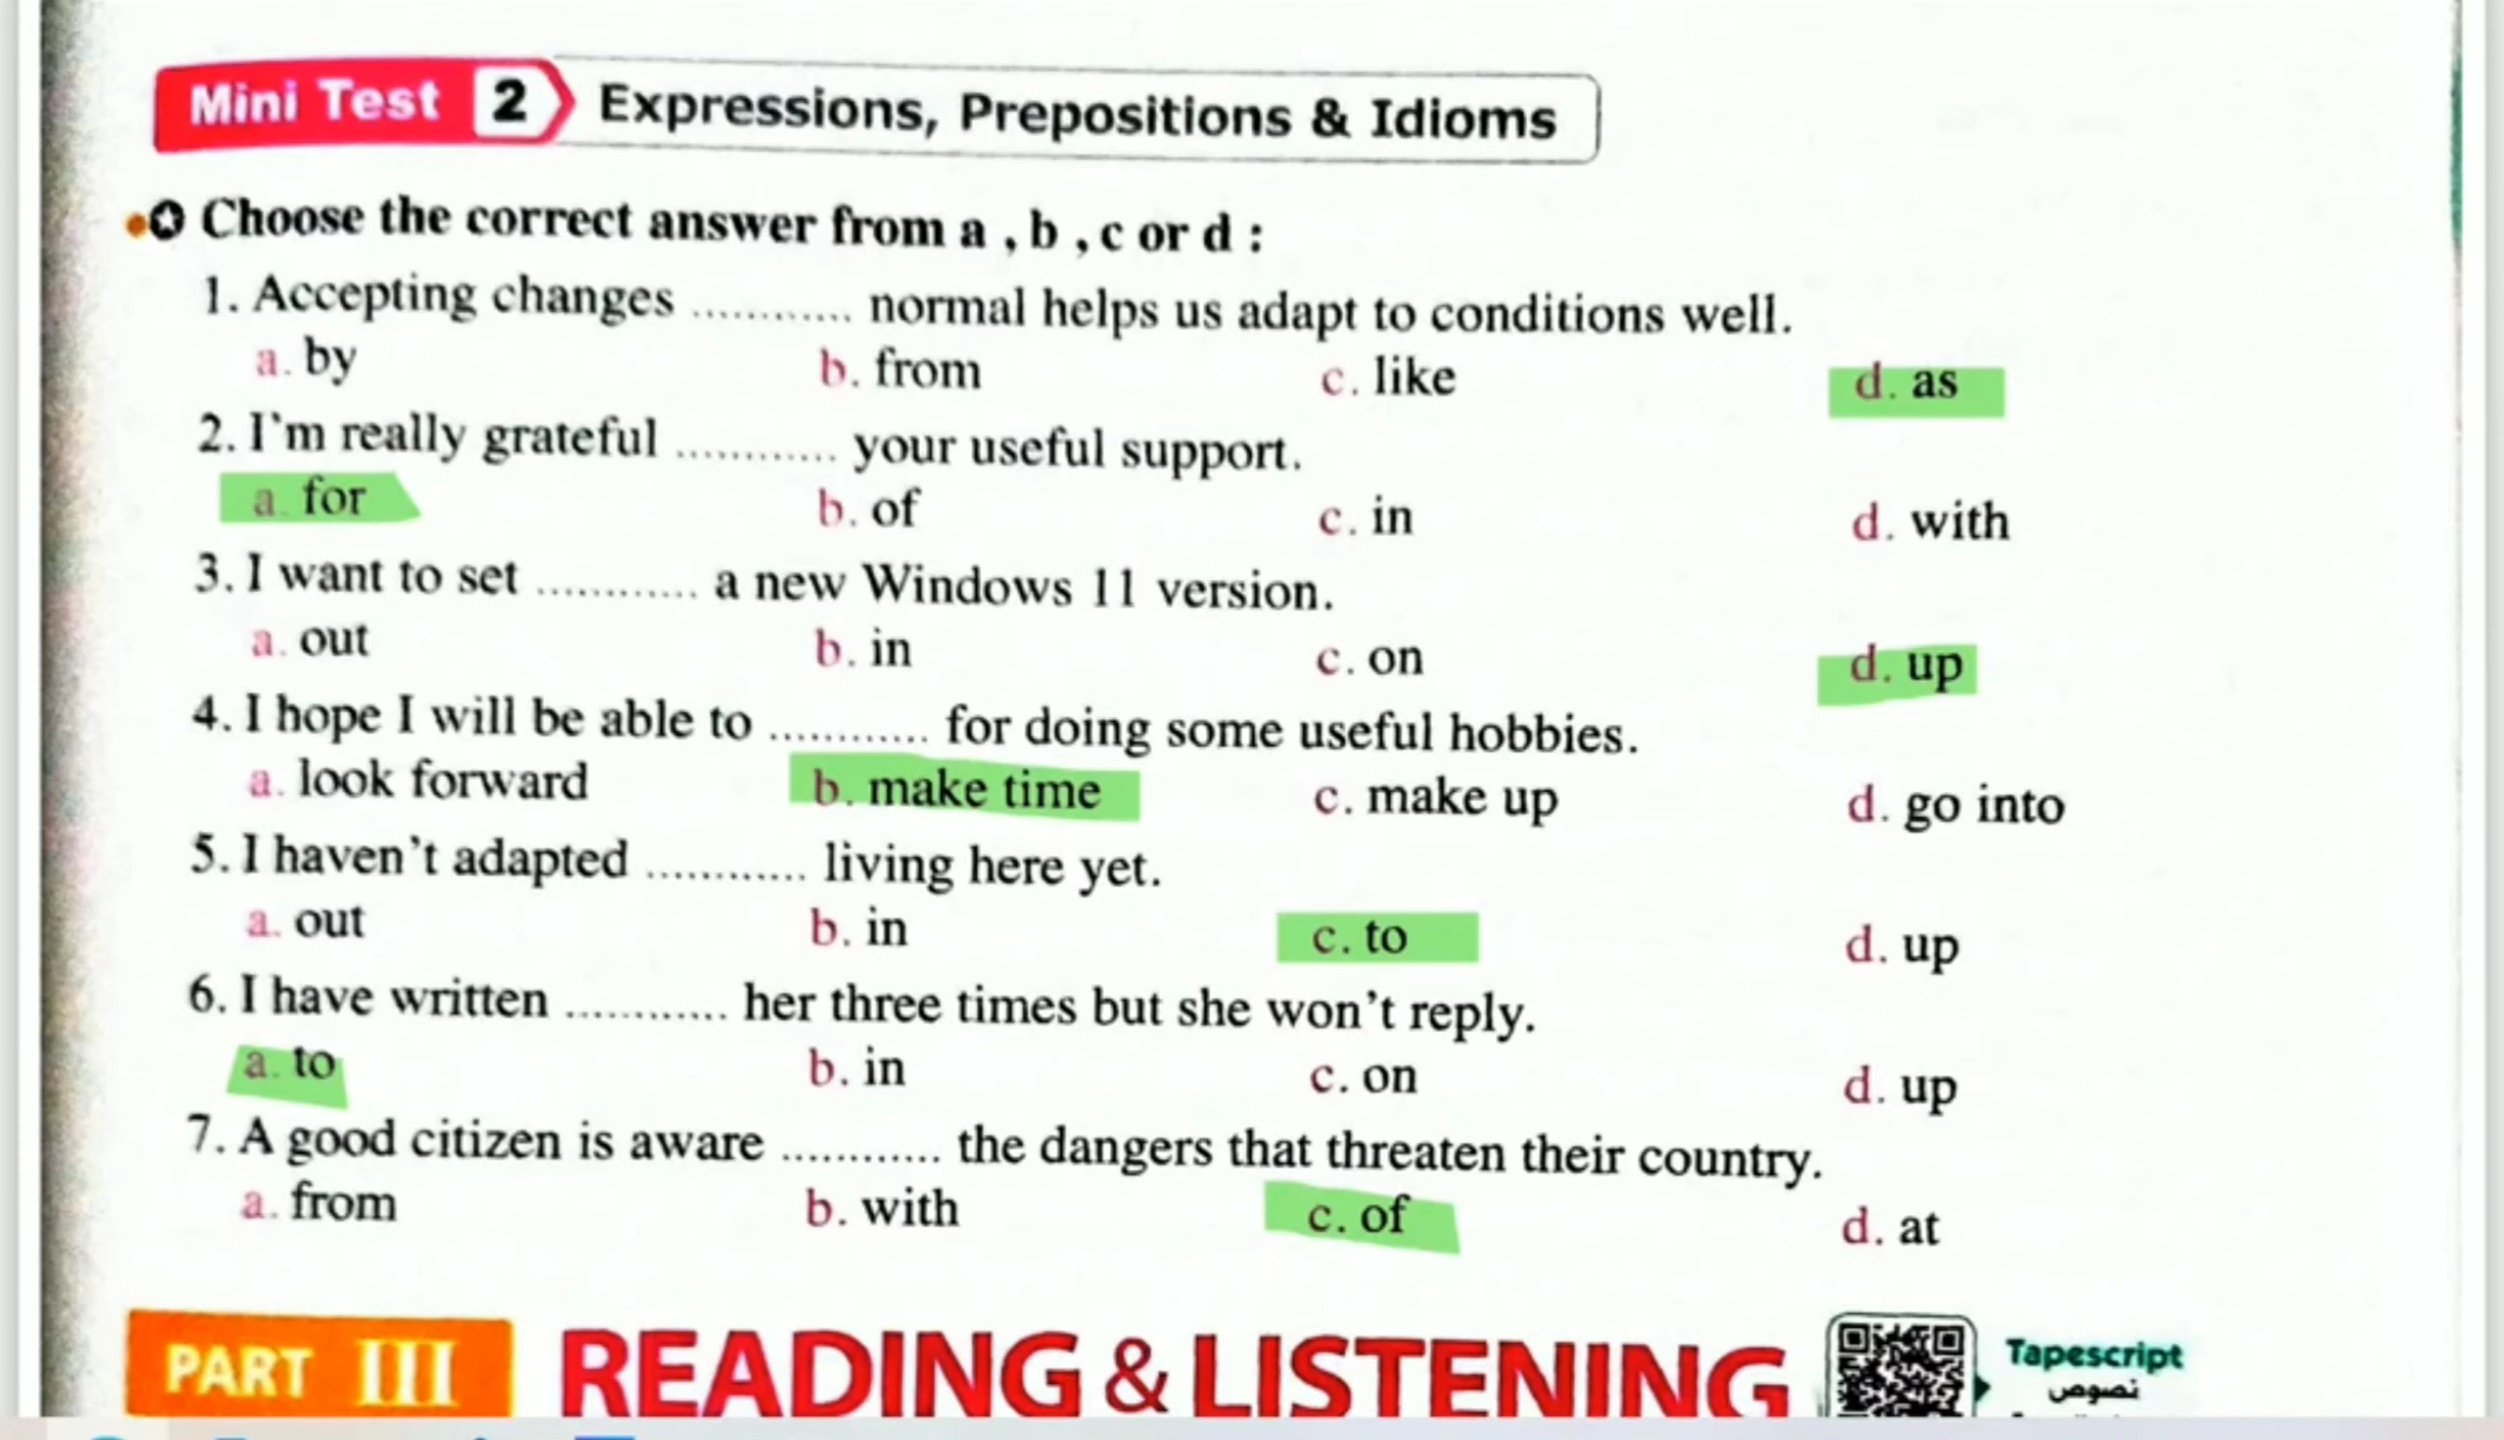 Mini Test 2 Expressions, Prepositions & Idioms
Choose the correct answer from a , b , c or d :
1. Accepting changes ............ normal helps us adapt to conditions well.
a. by b. from c. like d. as
2. I'm really grateful ............ your useful support.
a. for b. of c. in d. with
3. I want to set ............ a new Windows 11 version.
a. out b. in c. on d. up
4. I hope I will be able to ............ for doing some useful hobbies.
a. look forward b. make time c. make up d. go into
5. I haven't adapted ............ living here yet.
a. out b. in c. to d. up
6. I have written ............ her three times but she won't reply.
a. to b. in c. on d. up
7. A good citizen is aware ............ the dangers that threaten their country.
a. from b. with c. of d. at
PART III READING & LISTENING
Tapescript
نصوص